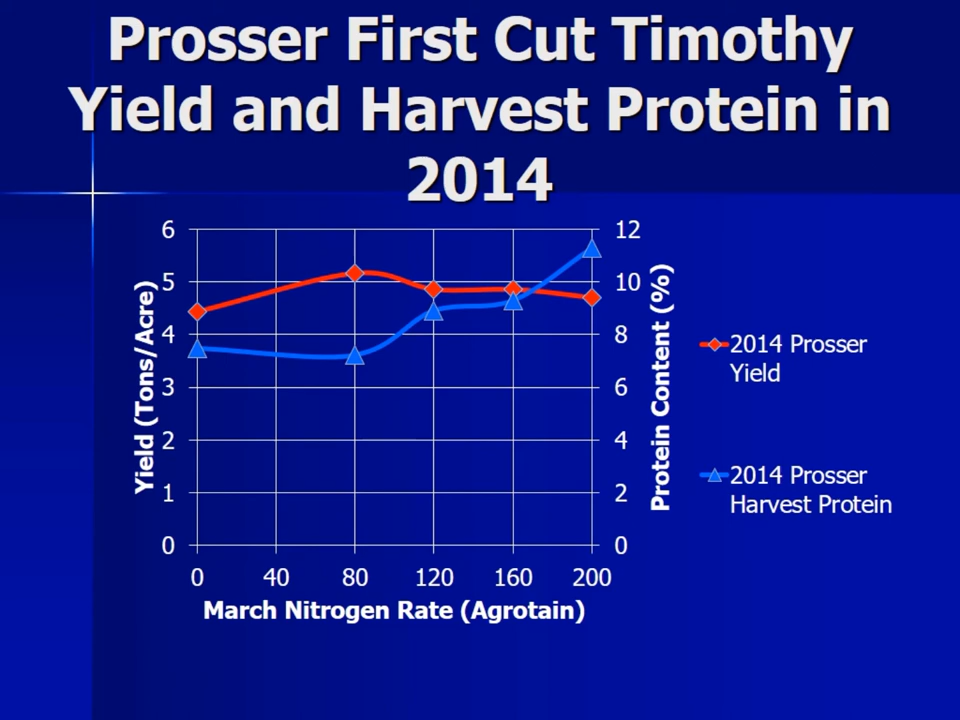 Prosser First Cut Timothy
Yield and Harvest Protein in
2014
6
5
4
3
2
1
0
Yield (Tons/Acre)
12
10
8
6
4
2
0
Protein Content (%)
0 40 80 120 160 200
March Nitrogen Rate (Agrotain)
2014 Prosser
Yield
2014 Prosser
Harvest Protein